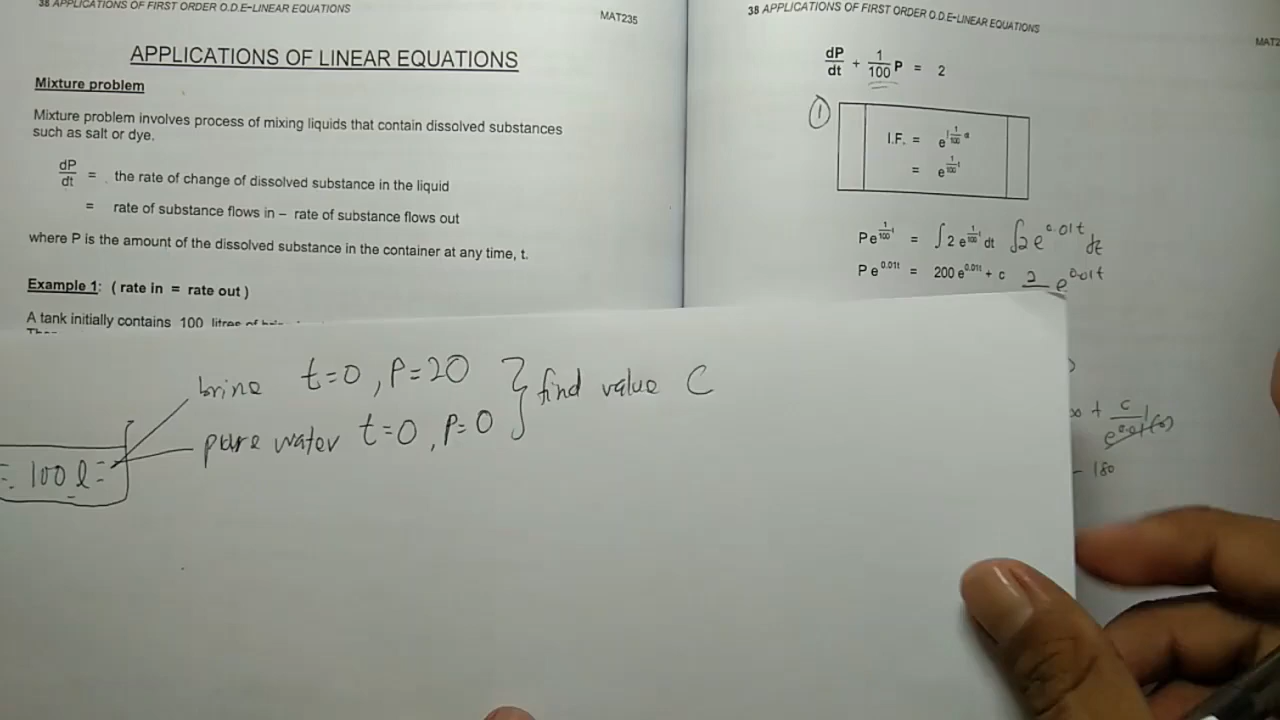 38 APPLICATIONS OF FIRST ORDER O.D.E-LINEAR EQUATIONS
MAT235
APPLICATIONS OF LINEAR EQUATIONS
Mixture problem
Mixture problem involves process of mixing liquids that contain dissolved substances
such as salt or dye.
dP/dt = the rate of change of dissolved substance in the liquid
= rate of substance flows in – rate of substance flows out
where P is the amount of the dissolved substance in the container at any time, t.
Example 1: ( rate in = rate out )
A tank initially contains 100 litres of
brine t=0, P=20 } find value C
pure water t=0, P=0
= 100 l =
38 APPLICATIONS OF FIRST ORDER O.D.E-LINEAR EQUATIONS
MAT2
dP/dt + 1/100 P = 2
1
I.F. = e^∫1/100 dt
= e^1/100 t
Pe^1/100 t = ∫ 2 e^1/100 t dt ∫2 e^0.01t dt
Pe^0.01t = 200 e^0.01t + c 2 e^0.01t
+ c/e^0.01(0)
- 180